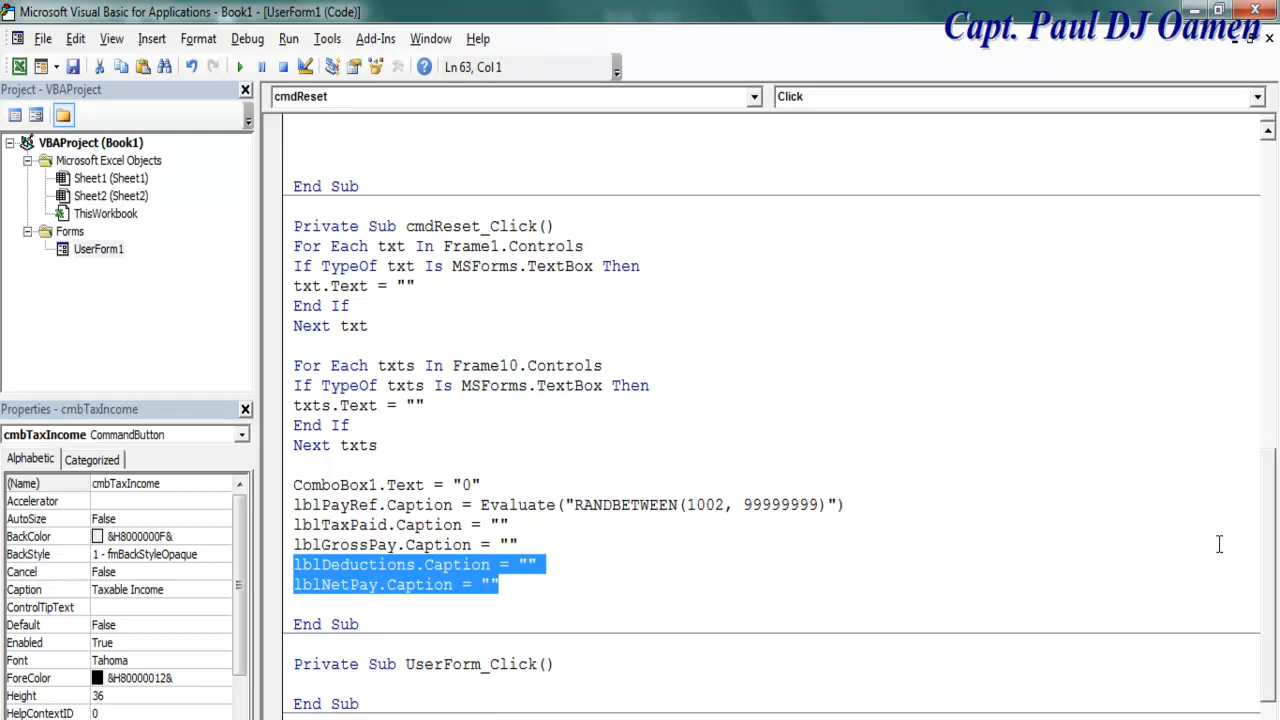 Microsoft Visual Basic for Applications - Book1 - [UserForm1 (Code)]
Capt. Paul DJ Oamen
File Edit View Insert Format Debug Run Tools Add-Ins Window Help
Ln 63, Col 1
Project - VBAProject
cmdReset Click
VBAProject (Book1)
Microsoft Excel Objects
Sheet1 (Sheet1)
Sheet2 (Sheet2)
ThisWorkbook
Forms
UserForm1
End Sub
Private Sub cmdReset_Click()
For Each txt In Frame1.Controls
If TypeOf txt Is MSForms.TextBox Then
txt.Text = ""
End If
Next txt
For Each txts In Frame10.Controls
If TypeOf txts Is MSForms.TextBox Then
txts.Text = ""
End If
Next txts
ComboBox1.Text = "0"
lblPayRef.Caption = Evaluate("RANDBETWEEN(1002, 99999999)")
lblTaxPaid.Caption = ""
lblGrossPay.Caption = ""
lblDeductions.Caption = ""
lblNetPay.Caption = ""
End Sub
Private Sub UserForm_Click()
End Sub
Properties - cmbTaxIncome
cmbTaxIncome CommandButton
Alphabetic Categorized
(Name) cmbTaxIncome
Accelerator
AutoSize False
BackColor &H8000000F&
BackStyle 1 - fmBackStyleOpaque
Cancel False
Caption Taxable Income
ControlTipText
Default False
Enabled True
Font Tahoma
ForeColor &H80000012&
Height 36
HelpContextID 0